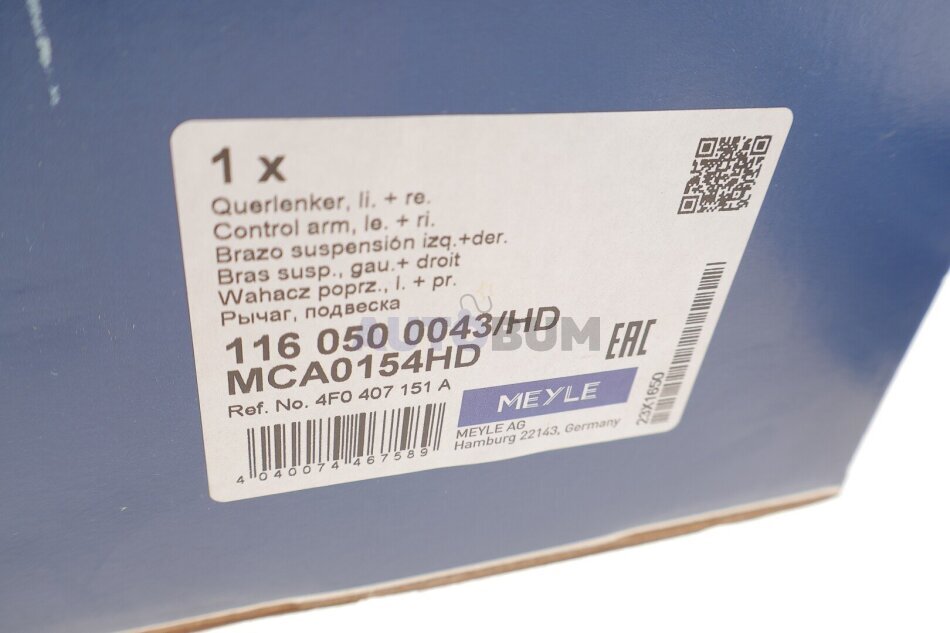 1 x
Querlenker, li. + re.
Control arm, le. + ri.
Brazo suspensión izq.+der.
Bras susp., gau.+ droit
Wahacz poprz., l. + pr.
Рычаг, подвеска
116 050 0043/HD
MCA0154HD
Ref. No. 4F0 407 151 A
4 040074 467589
AUTOBUM
EAC
MEYLE
MEYLE AG
Hamburg 22143, Germany
23X1650